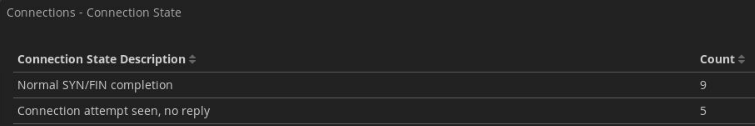 Connections - Connection State
Connection State Description Count
Normal SYN/FIN completion 9
Connection attempt seen, no reply 5